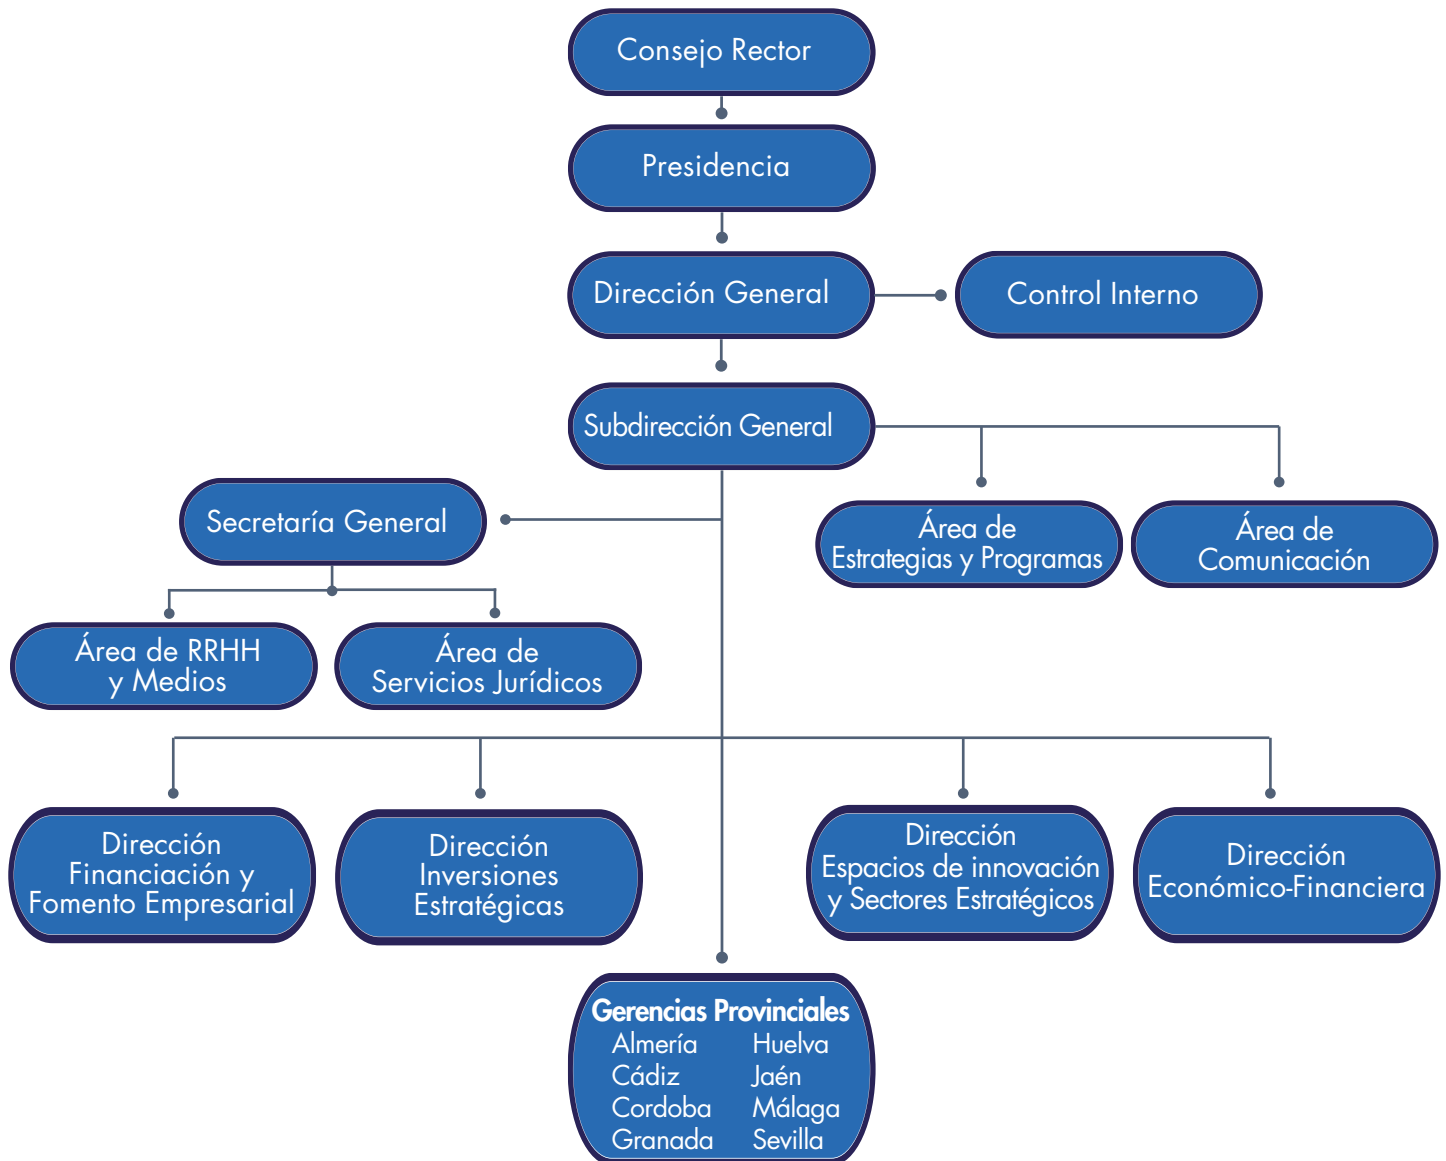 Consejo Rector
Presidencia
Dirección General
Control Interno
Subdirección General
Secretaría General
Área de
Estrategias y Programas
Área de
Comunicación
Área de RRHH
y Medios
Área de
Servicios Jurídicos
Dirección
Financiación y
Fomento Empresarial
Dirección
Inversiones
Estratégicas
Dirección
Espacios de innovación
y Sectores Estratégicos
Dirección
Económico-Financiera
Gerencias Provinciales
Almería Huelva
Cádiz Jaén
Cordoba Málaga
Granada Sevilla